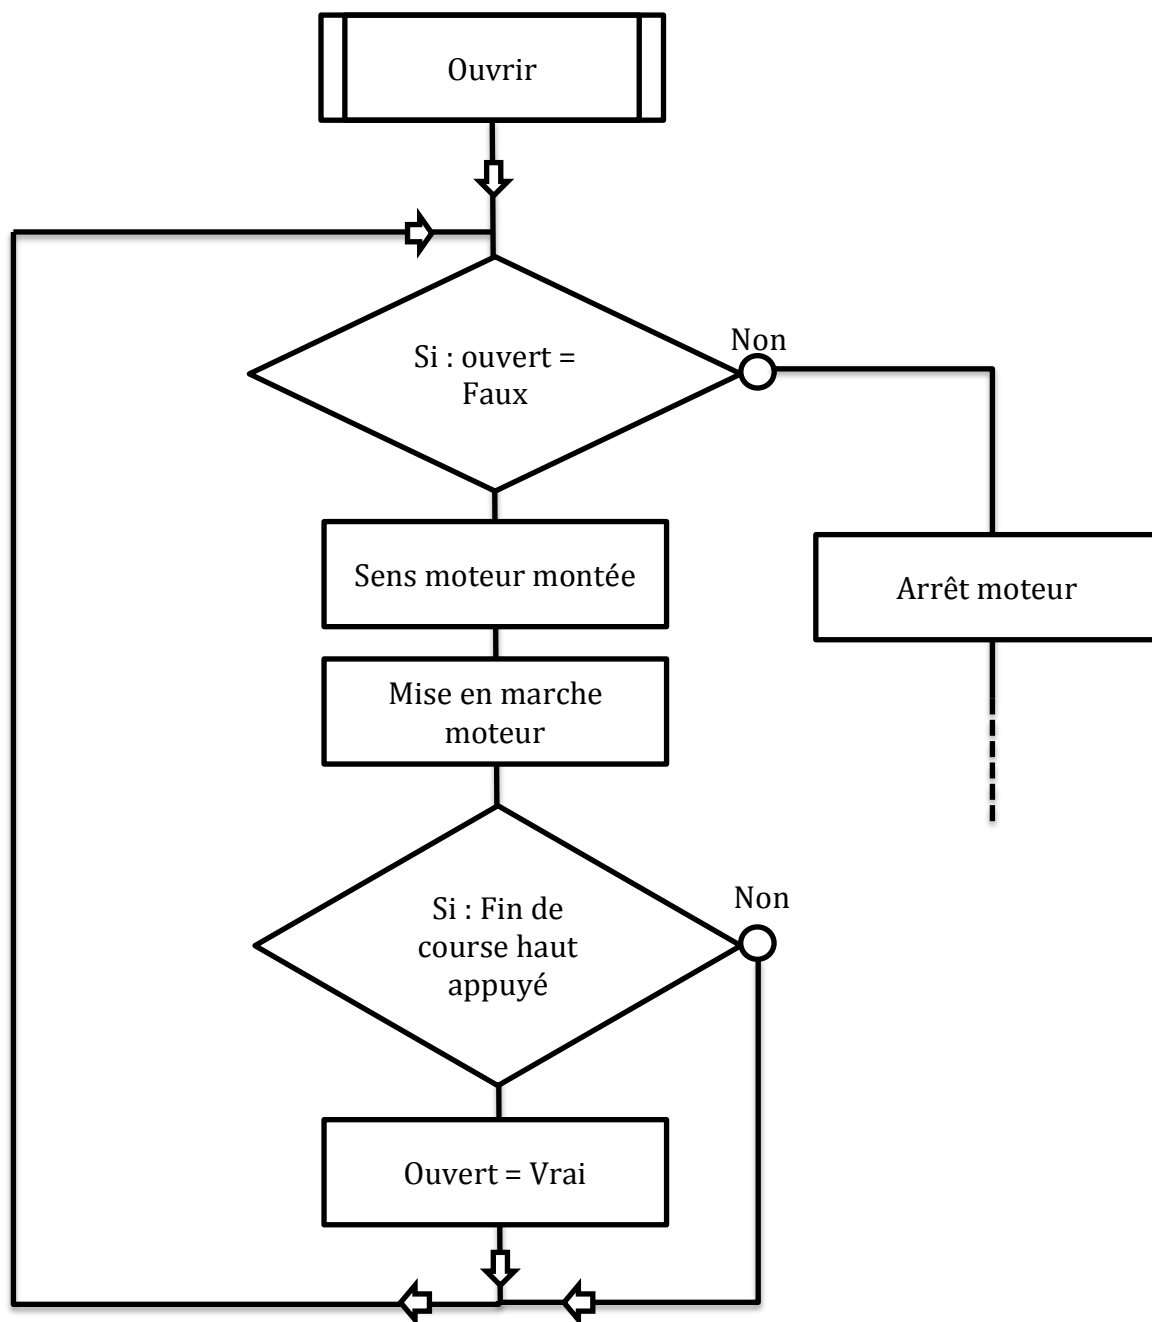 Ouvrir
Non
Si : ouvert =
Faux
Sens moteur montée
Arrêt moteur
Mise en marche
moteur
Non
Si : Fin de
course haut
appuyé
Ouvert = Vrai